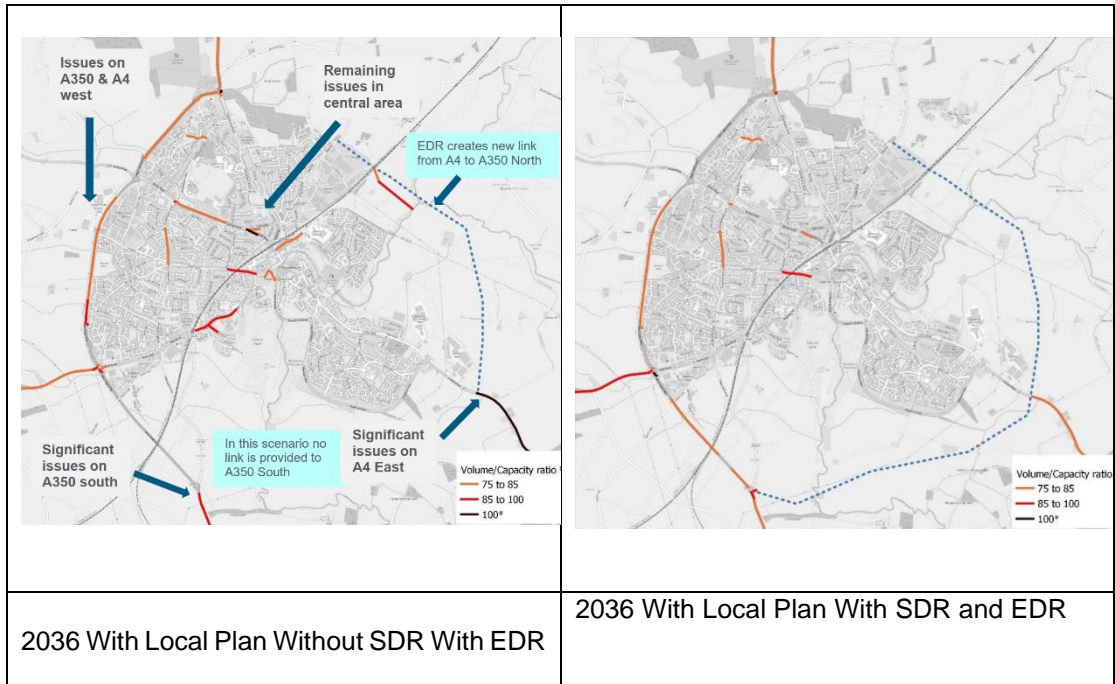 Issues on
A350 & A4
west
Remaining
issues in
central area
EDR creates new link
from A4 to A350 North
Significant
issues on
A350 south
In this scenario no
link is provided to
A350 South
Significant
issues on
A4 East
Volume/Capacity ratio
75 to 85
85 to 100
100*
Volume/Capacity ratio
75 to 85
85 to 100
100*
2036 With Local Plan Without SDR With EDR
2036 With Local Plan With SDR and EDR